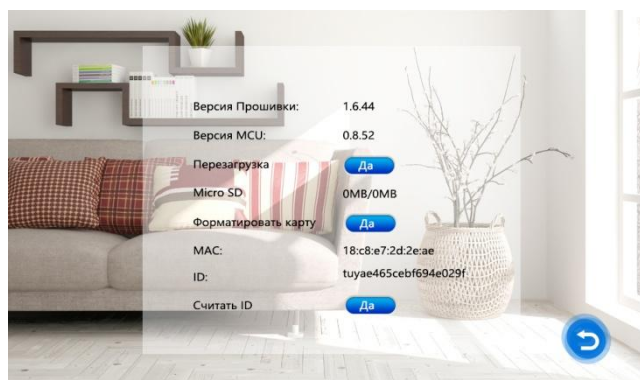 Версия Прошивки: 1.6.44
Версия MCU: 0.8.52
Перезагрузка Да
Micro SD 0MB/0MB
Форматировать карту Да
MAC: 18:c8:e7:2d:2e:ae
ID: tuyae465cebf694e029f
Считать ID Да